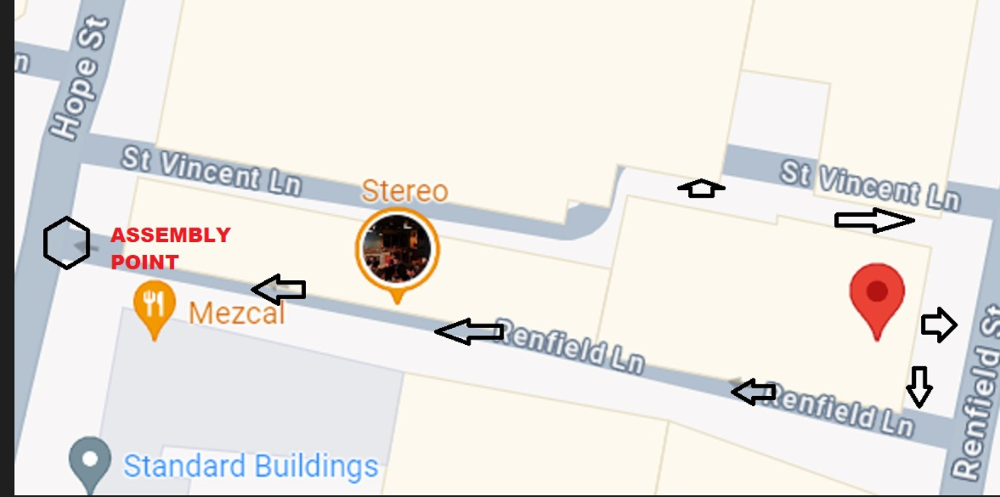 Hope St
n
St Vincent Ln
St Vincent Ln
Stereo
ASSEMBLY
POINT
Mezcal
Renfield Ln
Renfield Ln
Renfield St
Standard Buildings